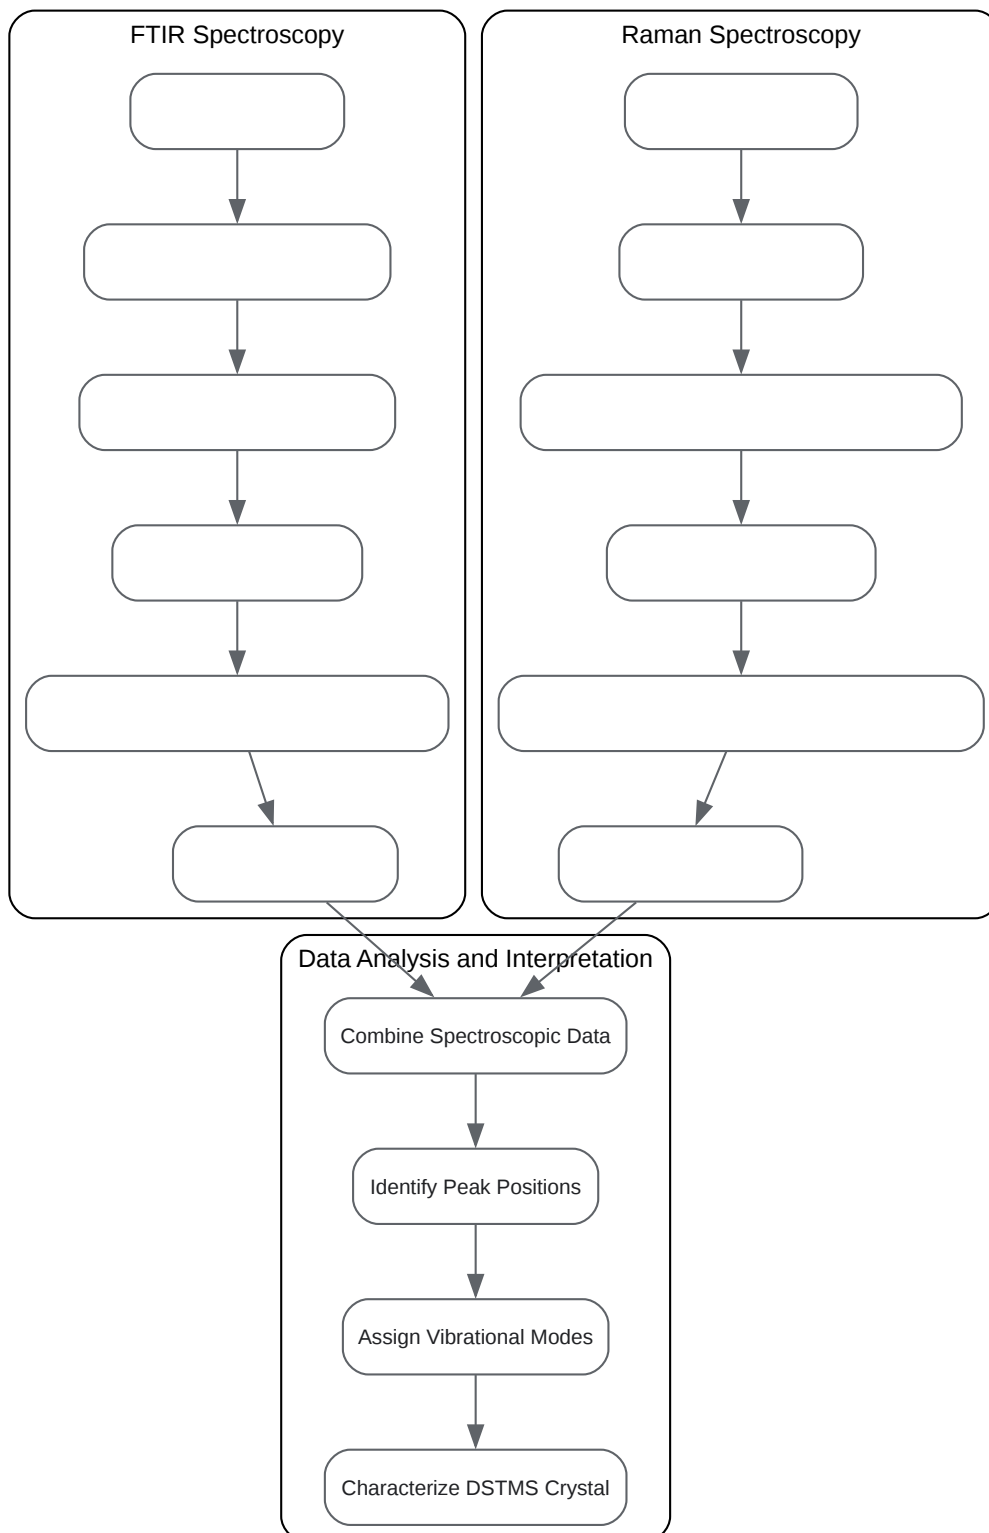 FTIR Spectroscopy
Raman Spectroscopy
Data Analysis and Interpretation
Combine Spectroscopic Data
Identify Peak Positions
Assign Vibrational Modes
Characterize DSTMS Crystal